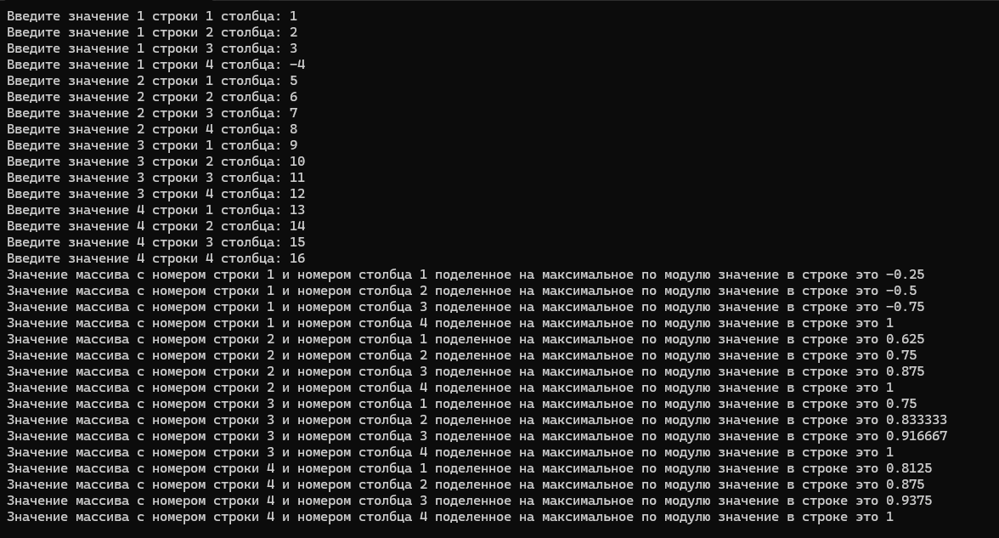 Введите значение 1 строки 1 столбца: 1
Введите значение 1 строки 2 столбца: 2
Введите значение 1 строки 3 столбца: 3
Введите значение 1 строки 4 столбца: -4
Введите значение 2 строки 1 столбца: 5
Введите значение 2 строки 2 столбца: 6
Введите значение 2 строки 3 столбца: 7
Введите значение 2 строки 4 столбца: 8
Введите значение 3 строки 1 столбца: 9
Введите значение 3 строки 2 столбца: 10
Введите значение 3 строки 3 столбца: 11
Введите значение 3 строки 4 столбца: 12
Введите значение 4 строки 1 столбца: 13
Введите значение 4 строки 2 столбца: 14
Введите значение 4 строки 3 столбца: 15
Введите значение 4 строки 4 столбца: 16
Значение массива с номером строки 1 и номером столбца 1 поделенное на максимальное по модулю значение в строке это -0.25
Значение массива с номером строки 1 и номером столбца 2 поделенное на максимальное по модулю значение в строке это -0.5
Значение массива с номером строки 1 и номером столбца 3 поделенное на максимальное по модулю значение в строке это -0.75
Значение массива с номером строки 1 и номером столбца 4 поделенное на максимальное по модулю значение в строке это 1
Значение массива с номером строки 2 и номером столбца 1 поделенное на максимальное по модулю значение в строке это 0.625
Значение массива с номером строки 2 и номером столбца 2 поделенное на максимальное по модулю значение в строке это 0.75
Значение массива с номером строки 2 и номером столбца 3 поделенное на максимальное по модулю значение в строке это 0.875
Значение массива с номером строки 2 и номером столбца 4 поделенное на максимальное по модулю значение в строке это 1
Значение массива с номером строки 3 и номером столбца 1 поделенное на максимальное по модулю значение в строке это 0.75
Значение массива с номером строки 3 и номером столбца 2 поделенное на максимальное по модулю значение в строке это 0.833333
Значение массива с номером строки 3 и номером столбца 3 поделенное на максимальное по модулю значение в строке это 0.916667
Значение массива с номером строки 3 и номером столбца 4 поделенное на максимальное по модулю значение в строке это 1
Значение массива с номером строки 4 и номером столбца 1 поделенное на максимальное по модулю значение в строке это 0.8125
Значение массива с номером строки 4 и номером столбца 2 поделенное на максимальное по модулю значение в строке это 0.875
Значение массива с номером строки 4 и номером столбца 3 поделенное на максимальное по модулю значение в строке это 0.9375
Значение массива с номером строки 4 и номером столбца 4 поделенное на максимальное по модулю значение в строке это 1